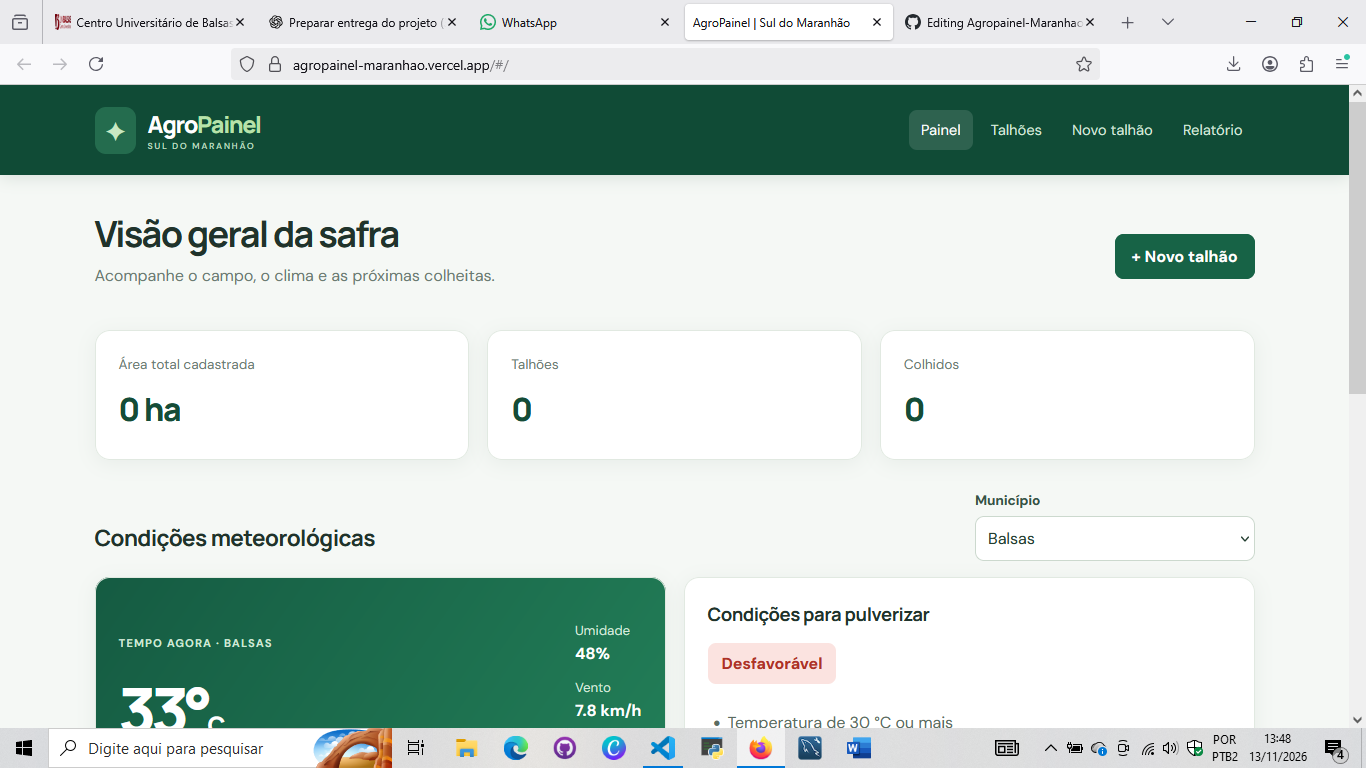 Centro Universitário de Balsas
Preparar entrega do projeto (
WhatsApp
AgroPainel | Sul do Maranhão
Editing Agropainel-Maranhao
agropainel-maranhao.vercel.app/#/
AgroPainel
SUL DO MARANHÃO
Painel
Talhões
Novo talhão
Relatório
Visão geral da safra
Acompanhe o campo, o clima e as próximas colheitas.
+ Novo talhão
Área total cadastrada
0 ha
Talhões
0
Colhidos
0
Município
Balsas
Condições meteorológicas
TEMPO AGORA · BALSAS
33°C
Umidade
48%
Vento
7.8 km/h
Condições para pulverizar
Desfavorável
• Temperatura de 30 °C ou mais
Digite aqui para pesquisar
POR
PTB2
13:48
13/11/2026
4